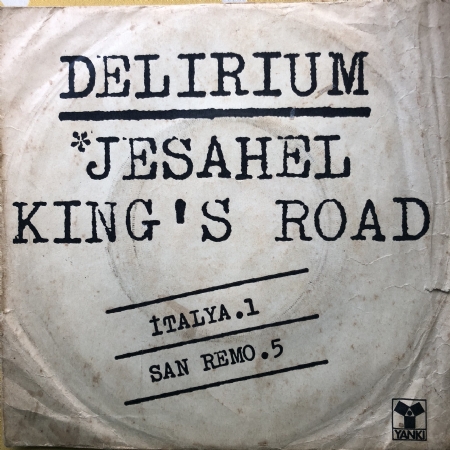 DELIRIUM
*JESAHEL
KING'S ROAD
İTALYA.1
SAN REMO.5
YANKI